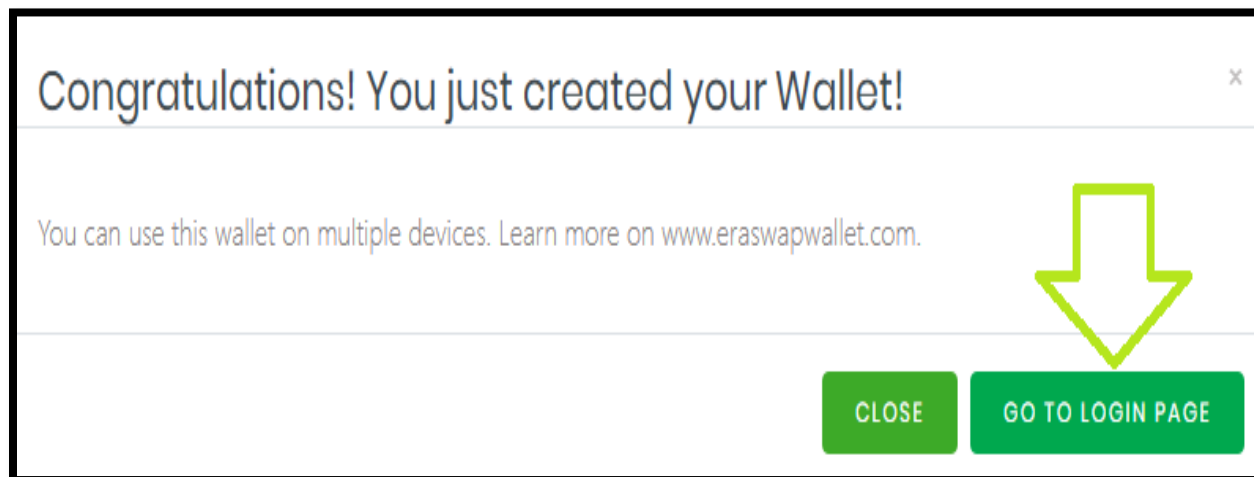 Congratulations! You just created your Wallet!
×
You can use this wallet on multiple devices. Learn more on www.eraswapwallet.com.
CLOSE
GO TO LOGIN PAGE